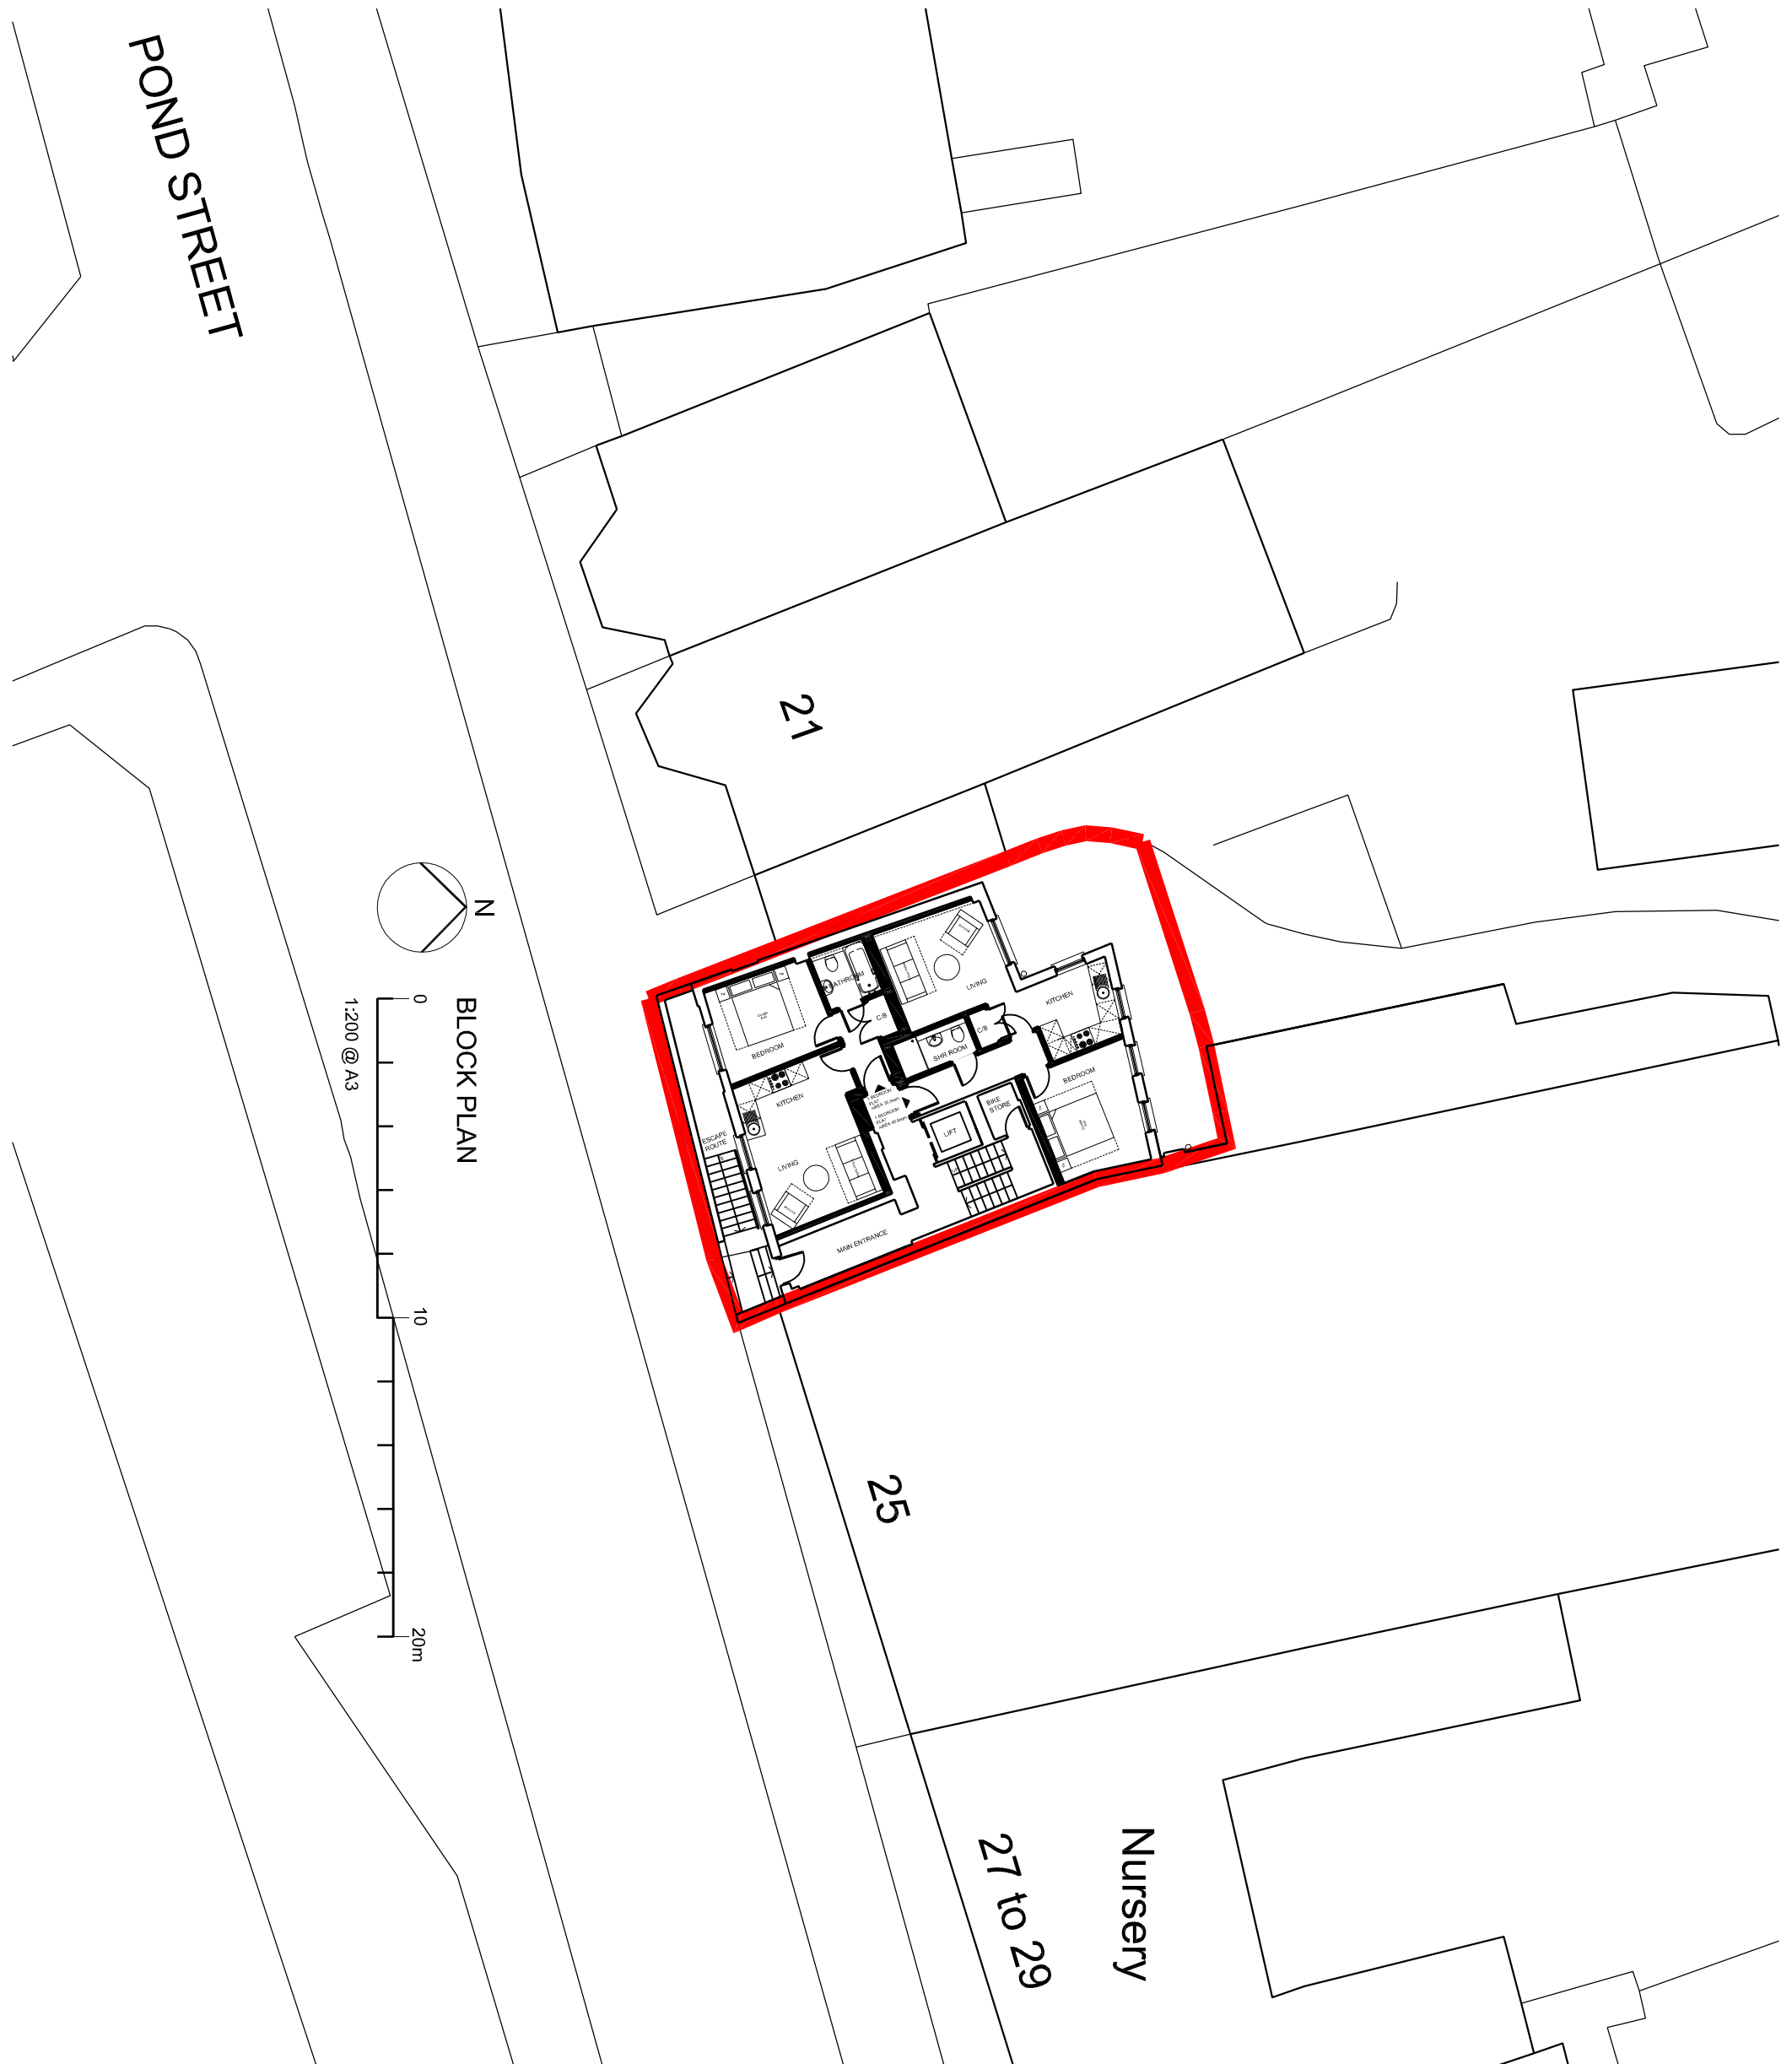 POND STREET
21
N
BLOCK PLAN
1:200 @ A3
0
10
20m
BATHROOM
C/B
LIVING
KITCHEN
BEDROOM
SHR ROOM
C/B
BEDROOM
KITCHEN
LIVING
BIKE
STORE
LIFT
ESCAPE
ROUTE
MAIN ENTRANCE
25
27 to 29
Nursery